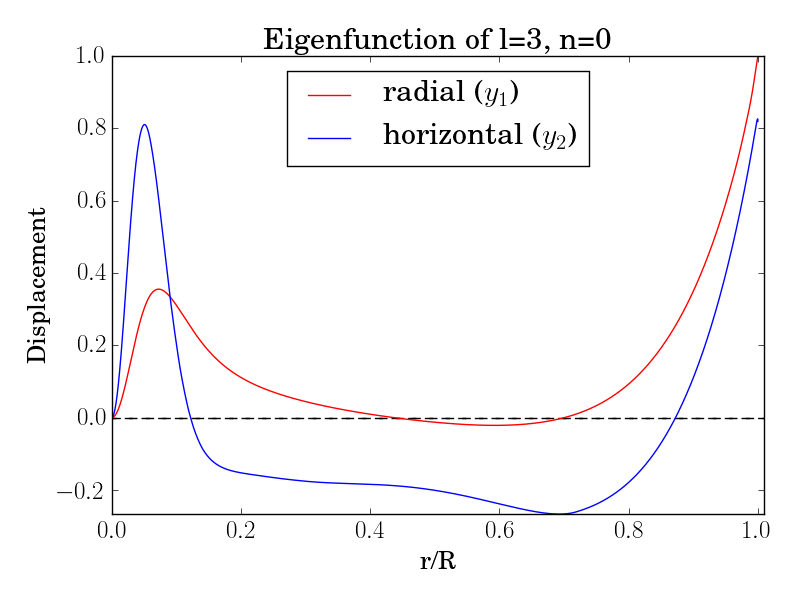 Eigenfunction of l=3, n=0
radial (y₁)
horizontal (y₂)
Displacement
1.0
0.8
0.6
0.4
0.2
0.0
−0.2
0.0 0.2 0.4 0.6 0.8 1.0
r/R